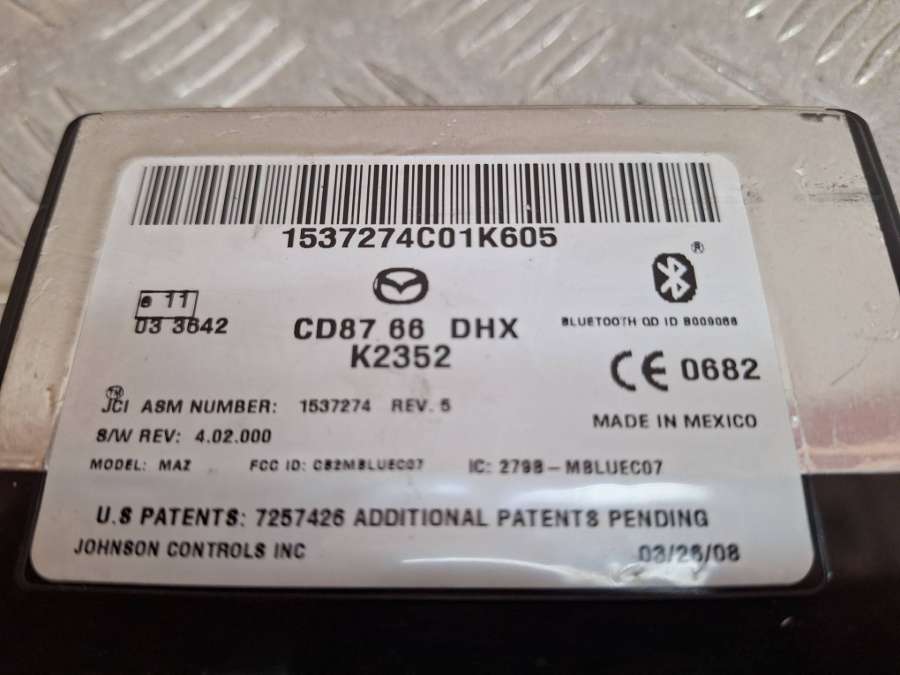 1537274C01K605
®
e 11
03 3642
CD87 66 DHX
K2352
BLUETOOTH QD ID B009066
CE 0682
TM
JCI ASM NUMBER: 1537274 REV. 5
MADE IN MEXICO
S/W REV: 4.02.000
MODEL: MAZ FCC ID: CB2MBLUEC07 IC: 279B-MBLUEC07
U.S PATENTS: 7257426 ADDITIONAL PATENTS PENDING
JOHNSON CONTROLS INC 03/26/08